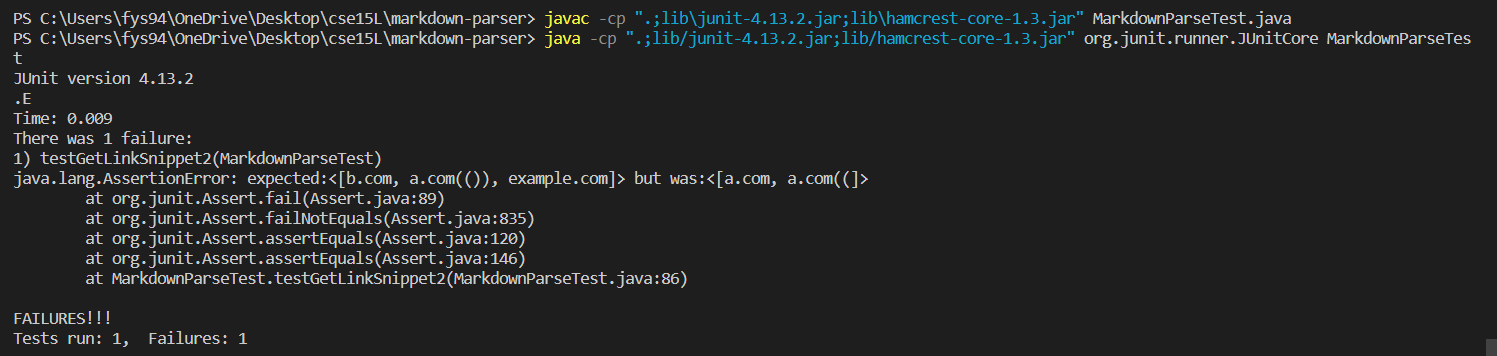 PS C:\Users\fys94\OneDrive\Desktop\cse15L\markdown-parser> javac -cp ".;lib\junit-4.13.2.jar;lib\hamcrest-core-1.3.jar" MarkdownParseTest.java
PS C:\Users\fys94\OneDrive\Desktop\cse15L\markdown-parser> java -cp ".;lib/junit-4.13.2.jar;lib/hamcrest-core-1.3.jar" org.junit.runner.JUnitCore MarkdownParseTes
t
JUnit version 4.13.2
.E
Time: 0.009
There was 1 failure:
1) testGetLinkSnippet2(MarkdownParseTest)
java.lang.AssertionError: expected:<[b.com, a.com(()), example.com]> but was:<[a.com, a.com((]>
        at org.junit.Assert.fail(Assert.java:89)
        at org.junit.Assert.failNotEquals(Assert.java:835)
        at org.junit.Assert.assertEquals(Assert.java:120)
        at org.junit.Assert.assertEquals(Assert.java:146)
        at MarkdownParseTest.testGetLinkSnippet2(MarkdownParseTest.java:86)
FAILURES!!!
Tests run: 1,  Failures: 1